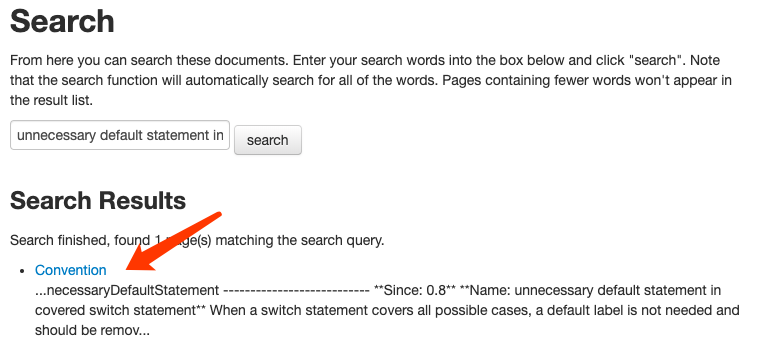 Search
From here you can search these documents. Enter your search words into the box below and click "search". Note
that the search function will automatically search for all of the words. Pages containing fewer words won't appear in
the result list.
unnecessary default statement in
search
Search Results
Search finished, found 1 page(s) matching the search query.
• Convention
...necessaryDefaultStatement --------------------------- **Since: 0.8** **Name: unnecessary default statement in
covered switch statement** When a switch statement covers all possible cases, a default label is not needed and
should be remov...